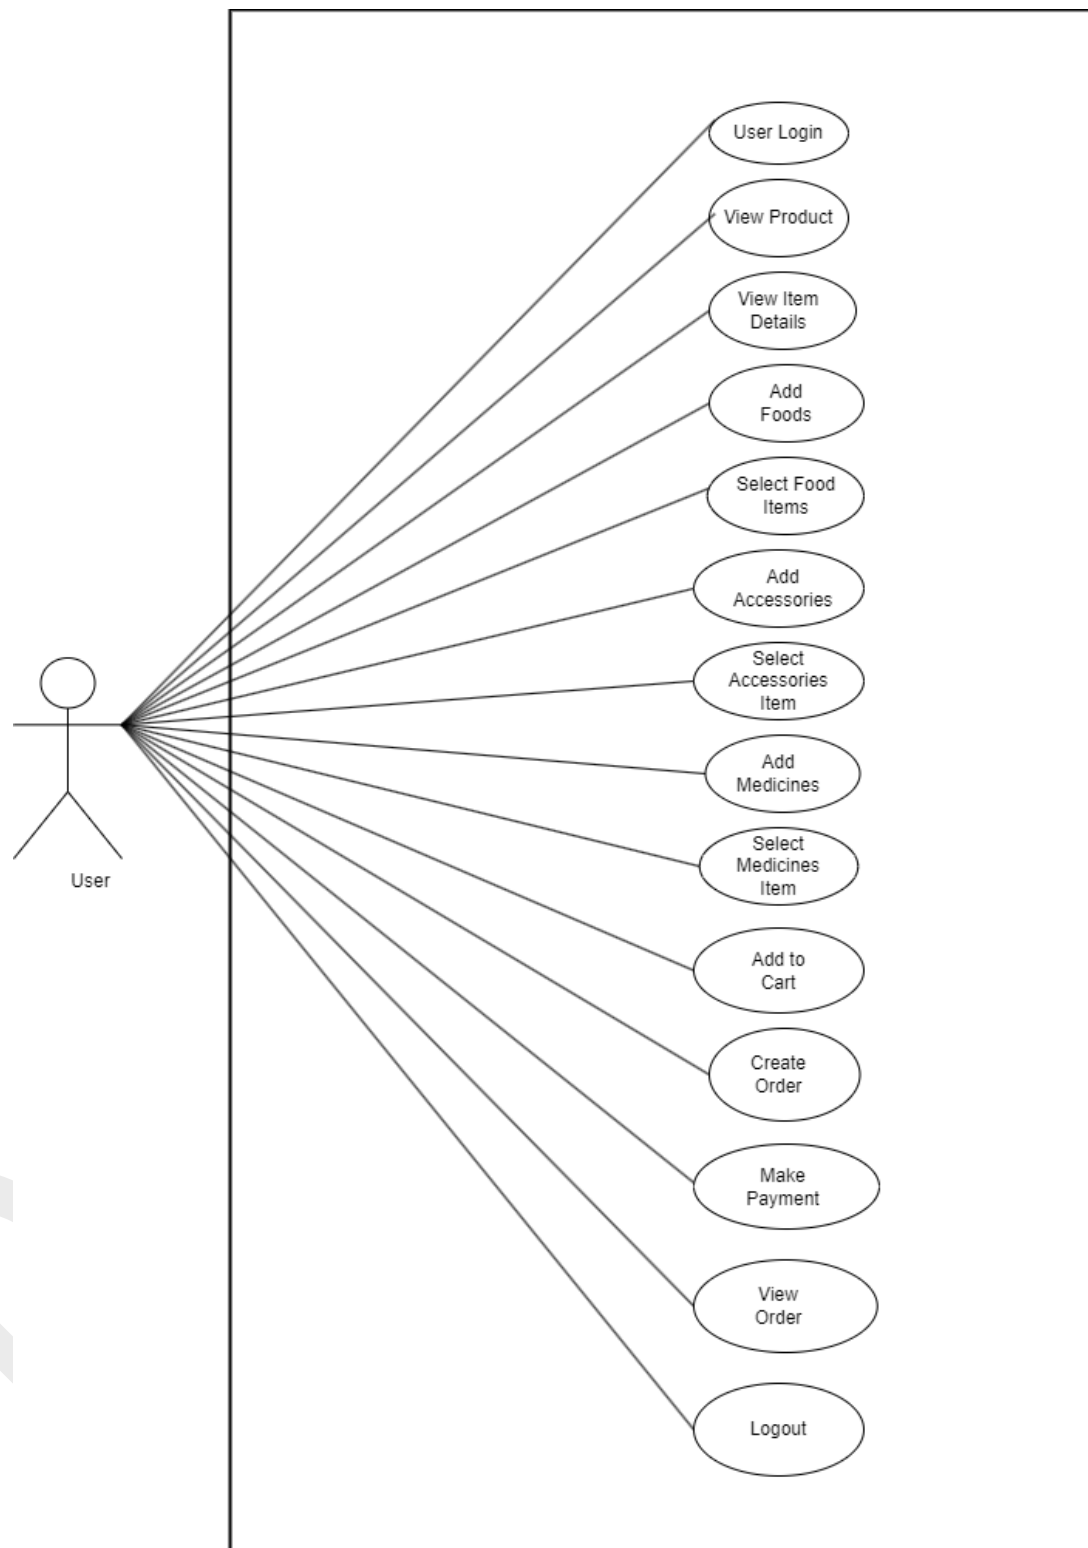 User Login
View Product
View Item
Details
Add
Foods
Select Food
Items
Add
Accessories
Select
Accessories
Item
Add
Medicines
Select
Medicines
Item
User
Add to
Cart
Create
Order
Make
Payment
View
Order
Logout